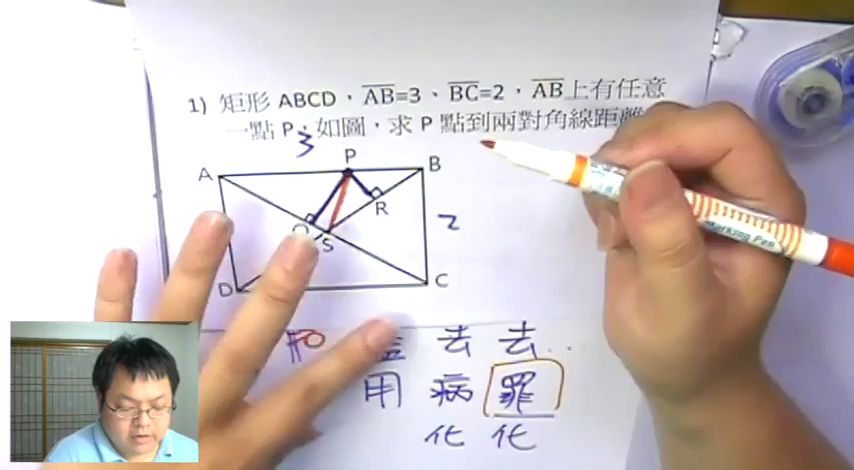 1) 矩形 ABCD，AB=3、BC=2，AB上有任意
一點 P，如圖，求 P 點到兩對角線距離
3
A P B
Q R
S 2
D C
去 去...
用 病 罪
化 化
Marking Pen